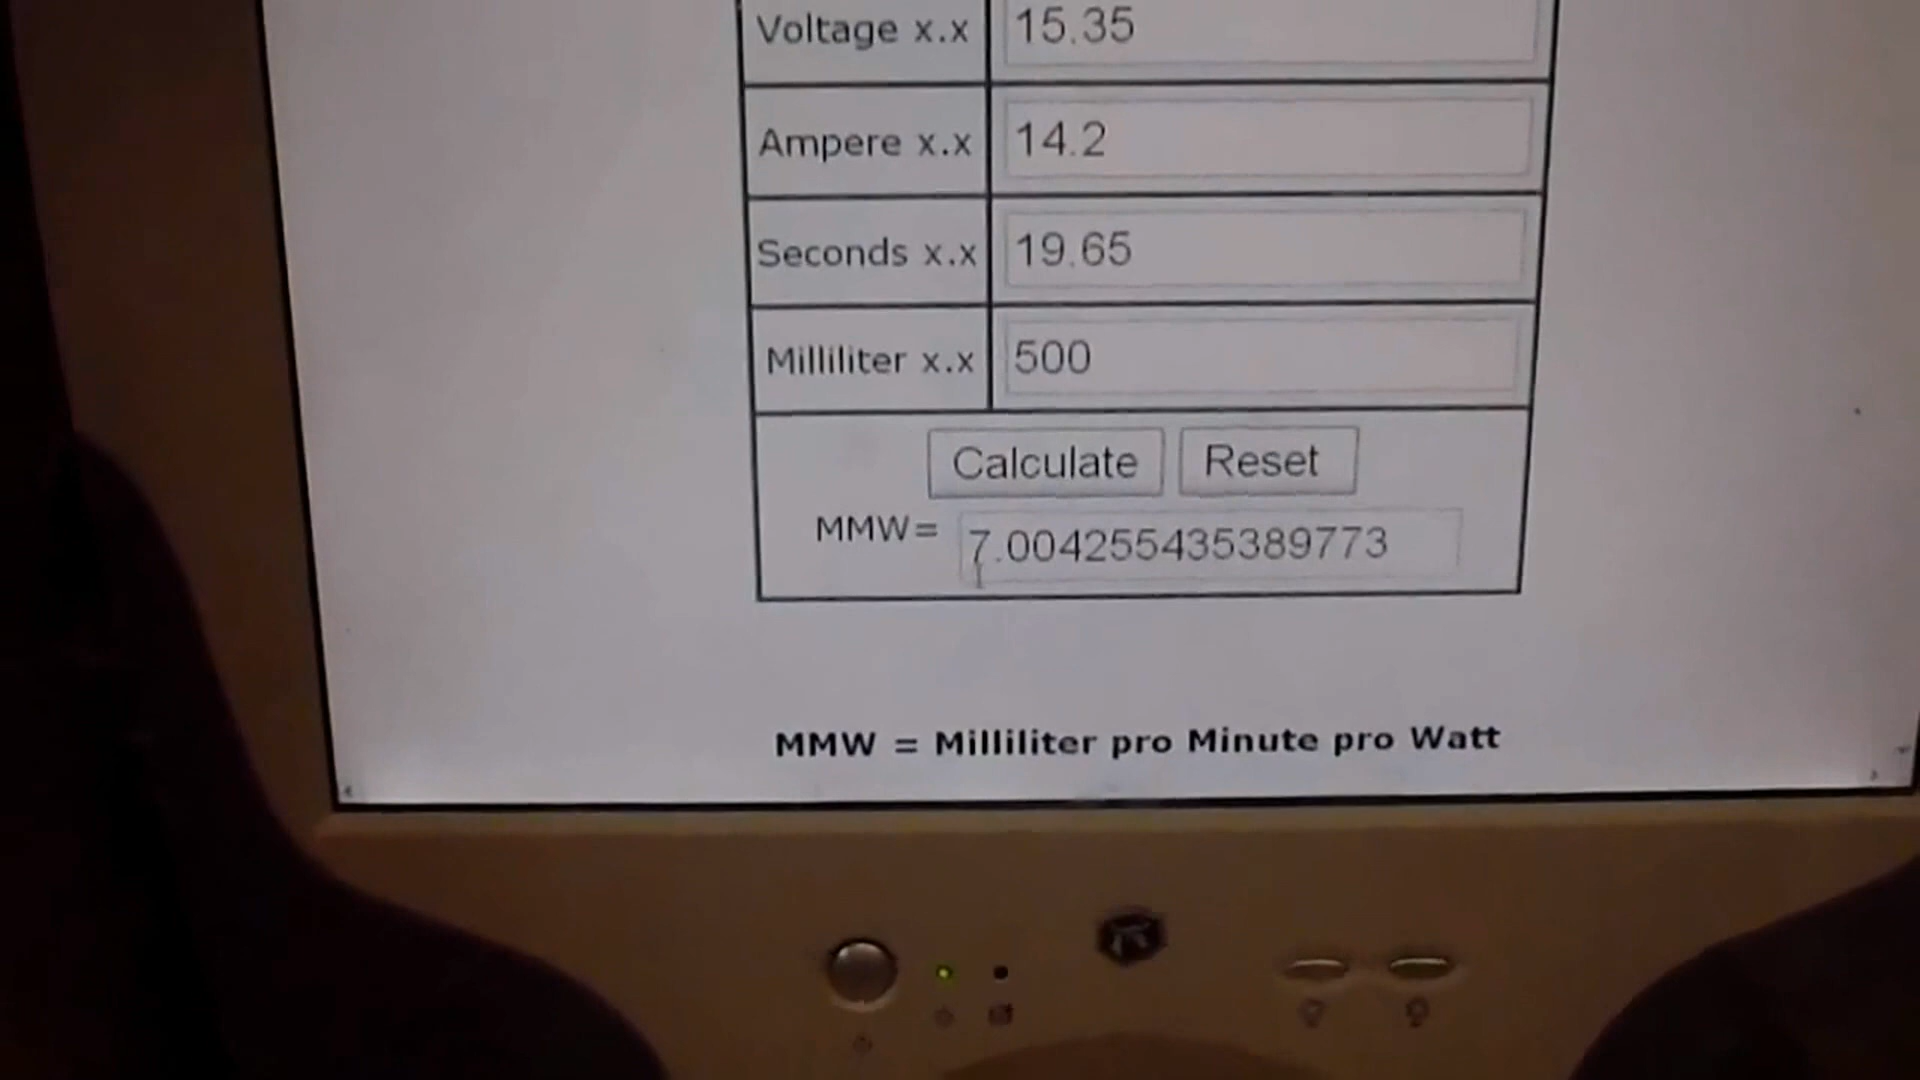 Voltage x.x 15.35
Ampere x.x 14.2
Seconds x.x 19.65
Milliliter x.x 500
Calculate Reset
MMW= 7.004255435389773
MMW = Milliliter pro Minute pro Watt